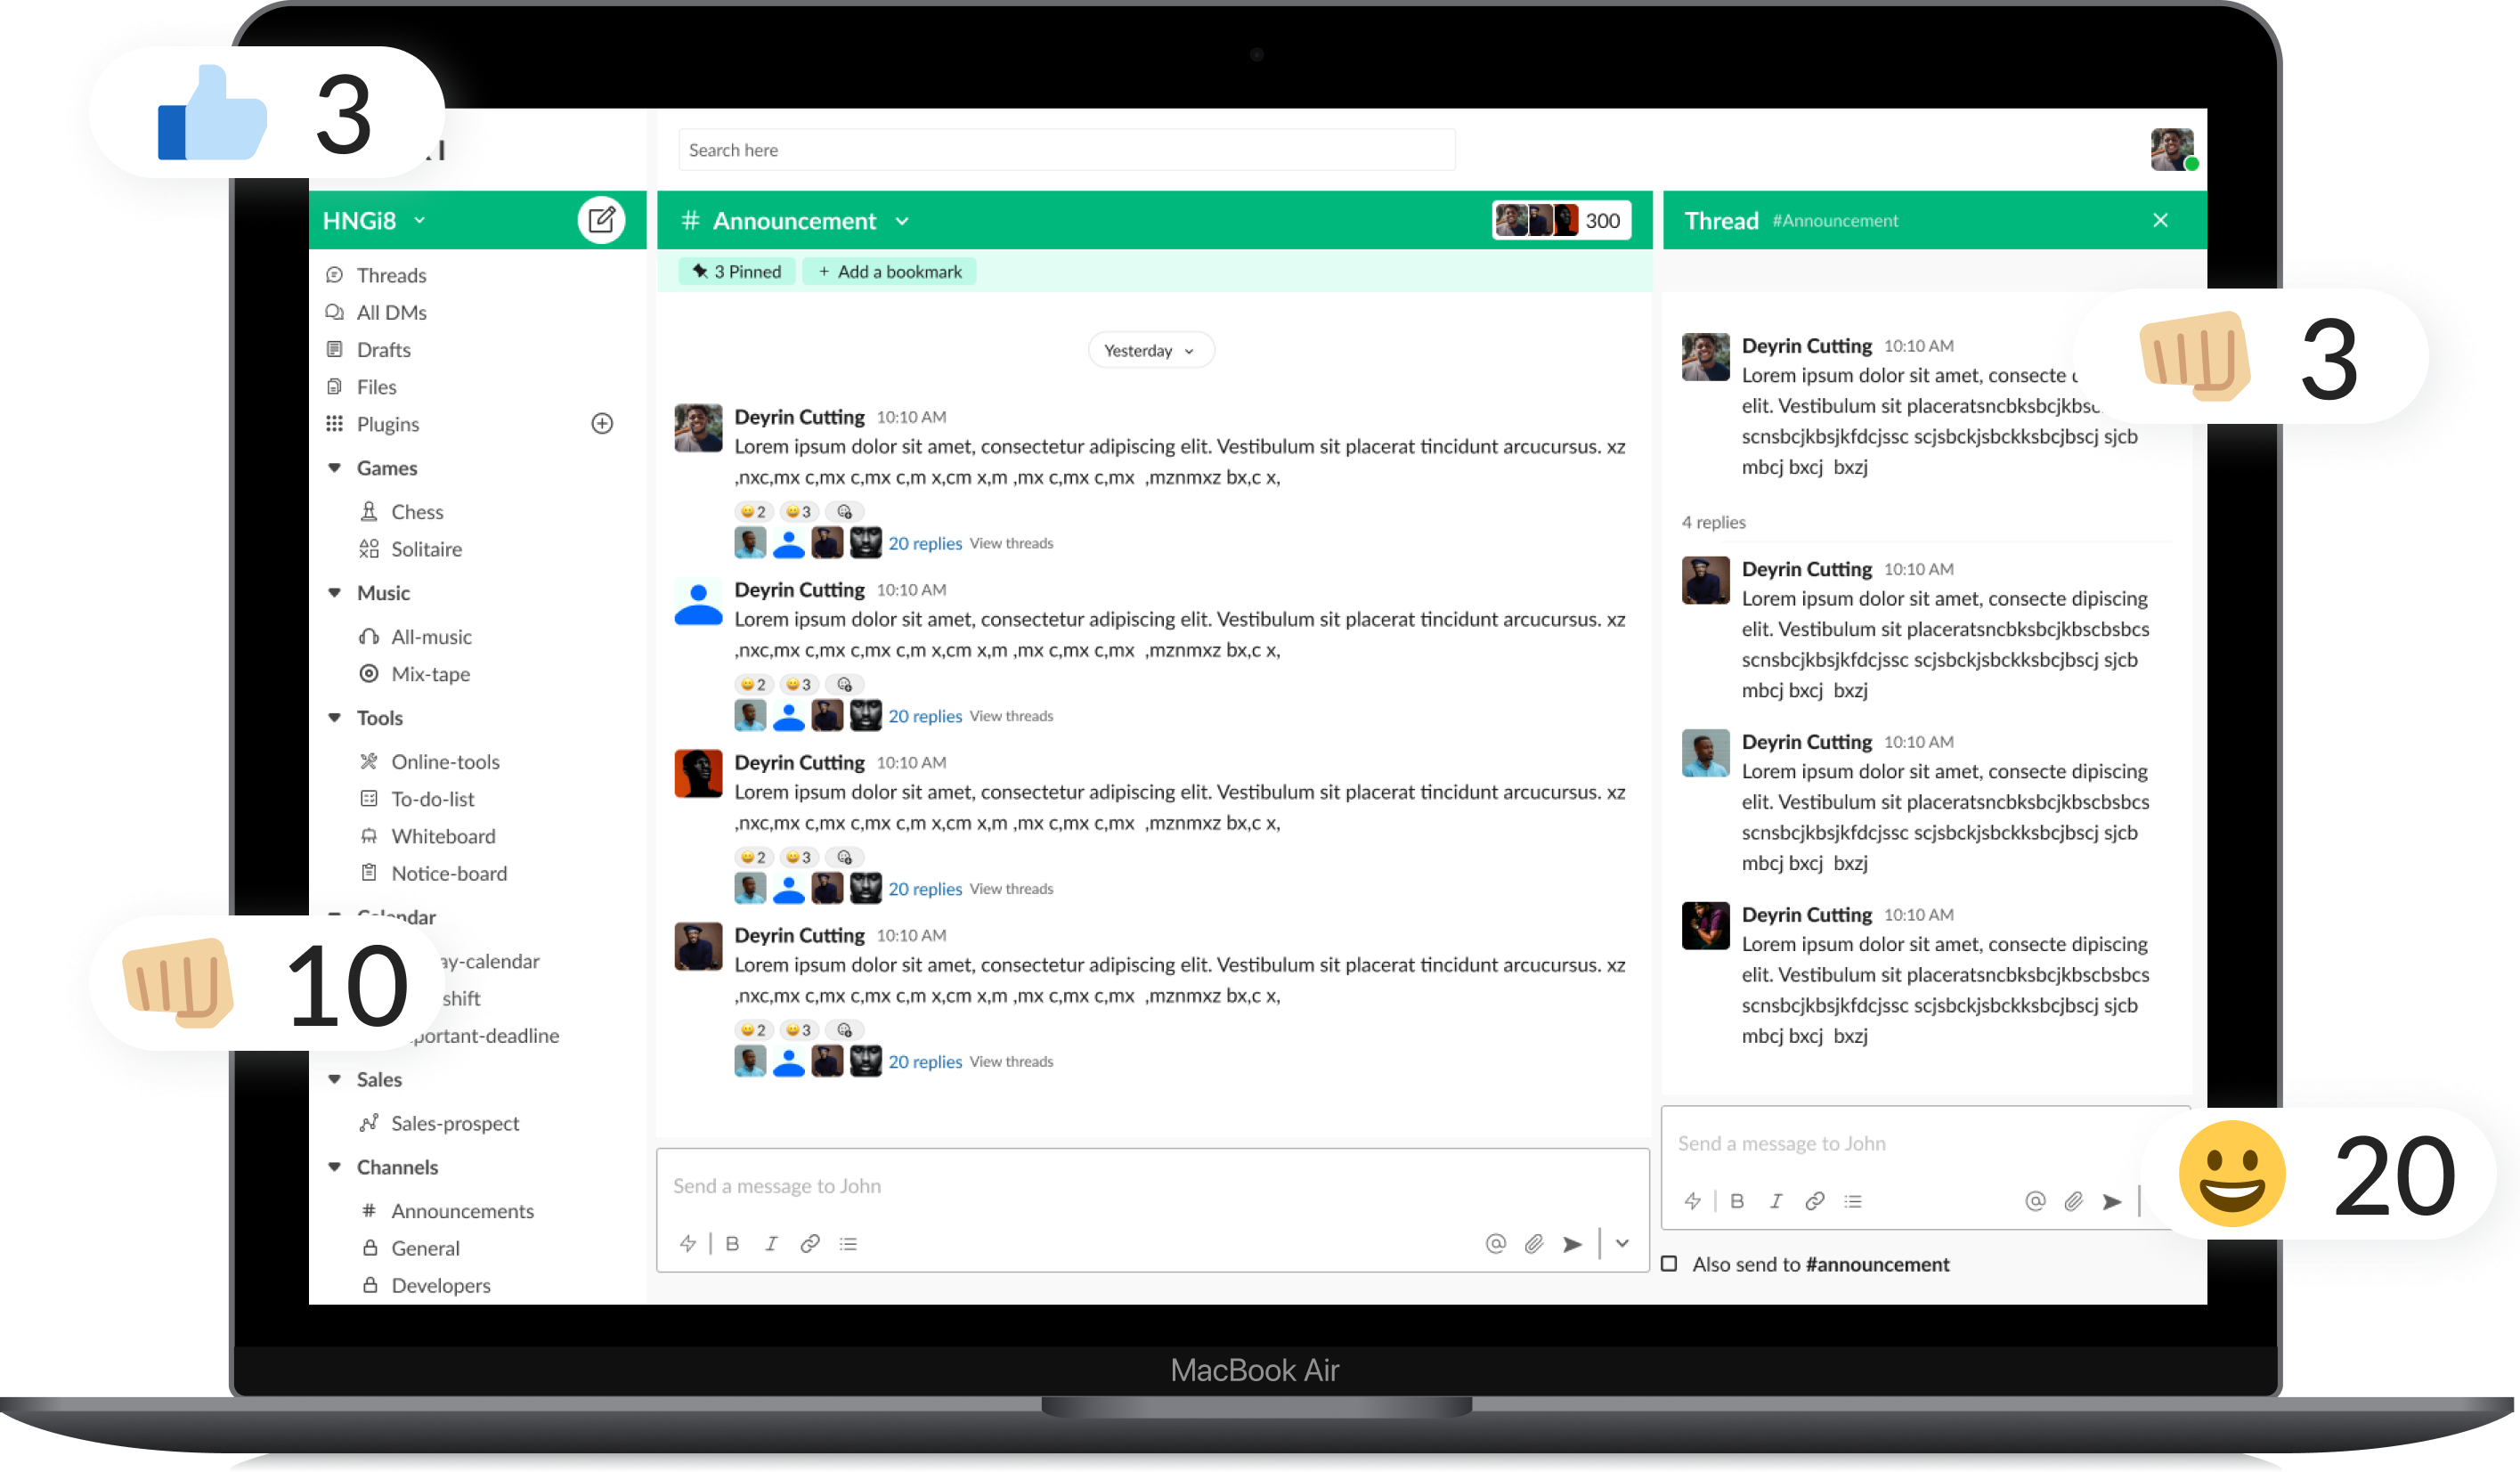 3
Search here
HNGi8
Threads
All DMs
Drafts
Files
Plugins
Games
Chess
Solitaire
Music
All-music
Mix-tape
Tools
Online-tools
To-do-list
Whiteboard
Notice-board
Calendar
ay-calendar
shift
portant-deadline
10
Sales
Sales-prospect
Channels
# Announcements
General
Developers
# Announcement
300
3 Pinned
+ Add a bookmark
Yesterday
Deyrin Cutting 10:10 AM
Lorem ipsum dolor sit amet, consectetur adipiscing elit. Vestibulum sit placerat tincidunt arcucursus. xz
,nxc,mx c,mx c,mx c,m x,cm x,m ,mx c,mx c,mx ,mznmxz bx,c x,
2 3
20 replies View threads
Deyrin Cutting 10:10 AM
Lorem ipsum dolor sit amet, consectetur adipiscing elit. Vestibulum sit placerat tincidunt arcucursus. xz
,nxc,mx c,mx c,mx c,m x,cm x,m ,mx c,mx c,mx ,mznmxz bx,c x,
2 3
20 replies View threads
Deyrin Cutting 10:10 AM
Lorem ipsum dolor sit amet, consectetur adipiscing elit. Vestibulum sit placerat tincidunt arcucursus. xz
,nxc,mx c,mx c,mx c,m x,cm x,m ,mx c,mx c,mx ,mznmxz bx,c x,
2 3
20 replies View threads
Deyrin Cutting 10:10 AM
Lorem ipsum dolor sit amet, consectetur adipiscing elit. Vestibulum sit placerat tincidunt arcucursus. xz
,nxc,mx c,mx c,mx c,m x,cm x,m ,mx c,mx c,mx ,mznmxz bx,c x,
2 3
20 replies View threads
Send a message to John
B I
Thread #Announcement
3
Deyrin Cutting 10:10 AM
Lorem ipsum dolor sit amet, consecte
elit. Vestibulum sit placeratsncbksbcjkbsc
scnsbcjkbsjkfdcjssc scjsbckjsbckksbcjbscj sjcb
mbcj bxcj bxzj
4 replies
Deyrin Cutting 10:10 AM
Lorem ipsum dolor sit amet, consecte dipiscing
elit. Vestibulum sit placeratsncbksbcjkbscbsbcs
scnsbcjkbsjkfdcjssc scjsbckjsbckksbcjbscj sjcb
mbcj bxcj bxzj
Deyrin Cutting 10:10 AM
Lorem ipsum dolor sit amet, consecte dipiscing
elit. Vestibulum sit placeratsncbksbcjkbscbsbcs
scnsbcjkbsjkfdcjssc scjsbckjsbckksbcjbscj sjcb
mbcj bxcj bxzj
Deyrin Cutting 10:10 AM
Lorem ipsum dolor sit amet, consecte dipiscing
elit. Vestibulum sit placeratsncbksbcjkbscbsbcs
scnsbcjkbsjkfdcjssc scjsbckjsbckksbcjbscj sjcb
mbcj bxcj bxzj
Send a message to John
B I
20
Also send to #announcement
MacBook Air